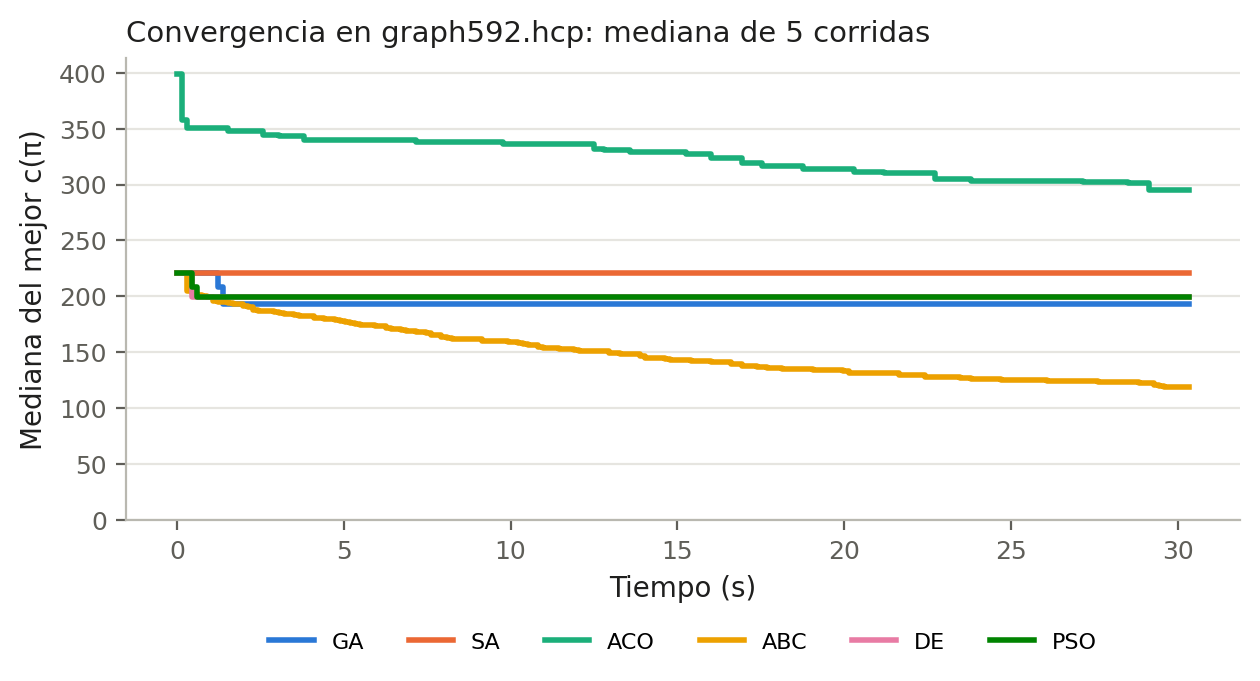 Convergencia en graph592.hcp: mediana de 5 corridas
Mediana del mejor c(π)
400
350
300
250
200
150
100
50
0
0 5 10 15 20 25 30
Tiempo (s)
GA SA ACO ABC DE PSO